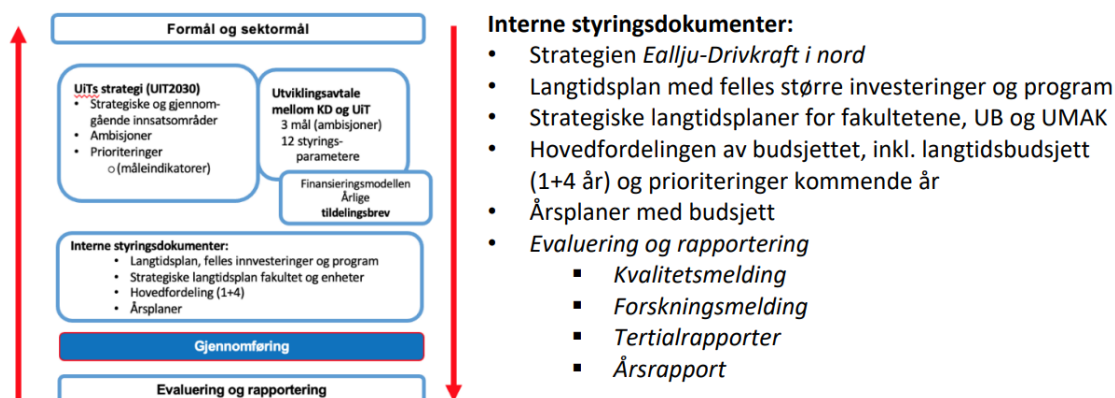 Formål og sektormål
UiTs strategi (UIT2030)
• Strategiske og gjennom-
gående innsatsområder
• Ambisjoner
• Prioriteringer
o (måleindikatorer)
Utviklingsavtale
mellom KD og UiT
3 mål (ambisjoner)
12 styrings-
parametere
Finansieringsmodellen
Årlige
tildelingsbrev
Interne styringsdokumenter:
• Langtidsplan, felles innvesteringer og program
• Strategiske langtidsplan fakultet og enheter
• Hovedfordeling (1+4)
• Årsplaner
Gjennomføring
Evaluering og rapportering
Interne styringsdokumenter:
• Strategien Eallju-Drivkraft i nord
• Langtidsplan med felles større investeringer og program
• Strategiske langtidsplaner for fakultetene, UB og UMAK
• Hovedfordelingen av budsjettet, inkl. langtidsbudsjett
(1+4 år) og prioriteringer kommende år
• Årsplaner med budsjett
• Evaluering og rapportering
▪ Kvalitetsmelding
▪ Forskningsmelding
▪ Tertialrapporter
▪ Årsrapport